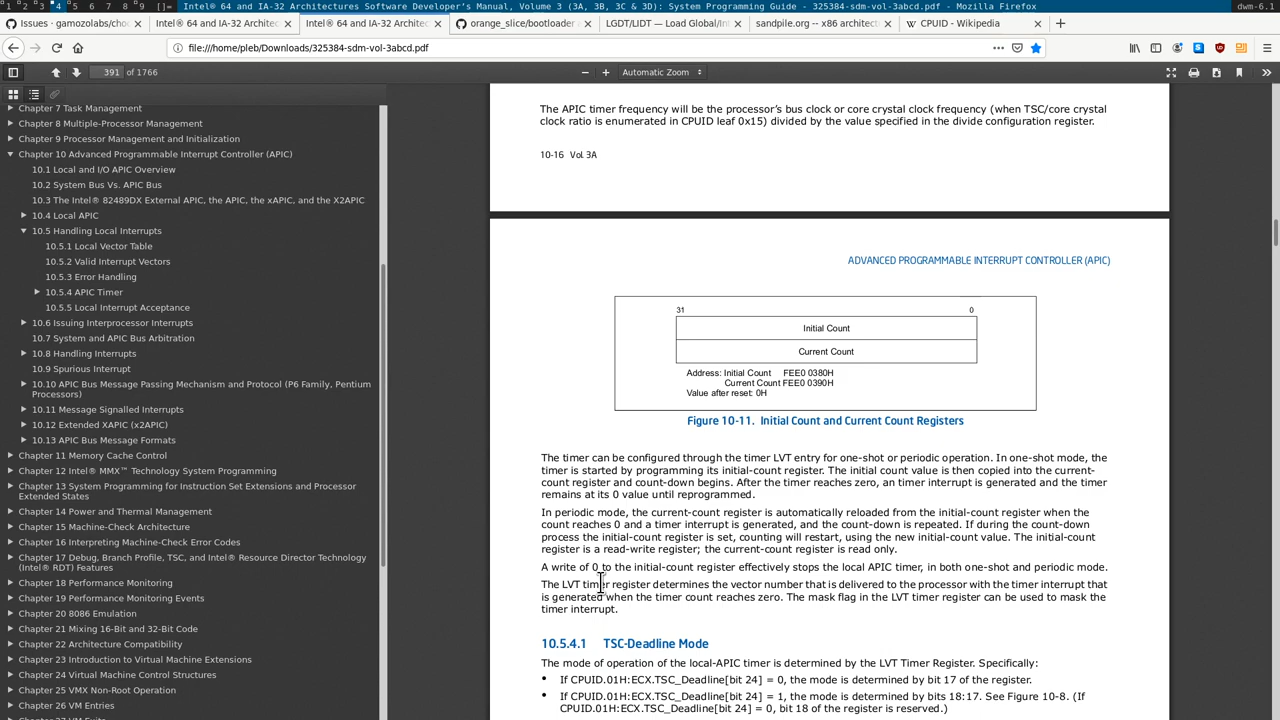 1 2 3 4 5 6 7 8 9 Intel® 64 and IA-32 Architectures Software Developer's Manual, Volume 3 (3A, 3B, 3C & 3D): System Programming Guide - 325384-sdm-vol-3abcd.pdf - Mozilla Firefox dwm-6.1
Issues · gamozolabs/choc Intel® 64 and IA-32 Architec Intel® 64 and IA-32 Architec orange_slice/bootloader LGDT/LIDT — Load Global/Int sandpile.org -- x86 architect CPUID - Wikipedia
file:///home/pleb/Downloads/325384-sdm-vol-3abcd.pdf
391 of 1766 Automatic Zoom
Chapter 7 Task Management
Chapter 8 Multiple-Processor Management
Chapter 9 Processor Management and Initialization
Chapter 10 Advanced Programmable Interrupt Controller (APIC)
10.1 Local and I/O APIC Overview
10.2 System Bus Vs. APIC Bus
10.3 The Intel® 82489DX External APIC, the APIC, the xAPIC, and the X2APIC
10.4 Local APIC
10.5 Handling Local Interrupts
10.5.1 Local Vector Table
10.5.2 Valid Interrupt Vectors
10.5.3 Error Handling
10.5.4 APIC Timer
10.5.5 Local Interrupt Acceptance
10.6 Issuing Interprocessor Interrupts
10.7 System and APIC Bus Arbitration
10.8 Handling Interrupts
10.9 Spurious Interrupt
10.10 APIC Bus Message Passing Mechanism and Protocol (P6 Family, Pentium
Processors)
10.11 Message Signalled Interrupts
10.12 Extended XAPIC (x2APIC)
10.13 APIC Bus Message Formats
Chapter 11 Memory Cache Control
Chapter 12 Intel® MMX™ Technology System Programming
Chapter 13 System Programming for Instruction Set Extensions and Processor
Extended States
Chapter 14 Power and Thermal Management
Chapter 15 Machine-Check Architecture
Chapter 16 Interpreting Machine-Check Error Codes
Chapter 17 Debug, Branch Profile, TSC, and Intel® Resource Director Technology
(Intel® RDT) Features
Chapter 18 Performance Monitoring
Chapter 19 Performance Monitoring Events
Chapter 20 8086 Emulation
Chapter 21 Mixing 16-Bit and 32-Bit Code
Chapter 22 Architecture Compatibility
Chapter 23 Introduction to Virtual Machine Extensions
Chapter 24 Virtual Machine Control Structures
Chapter 25 VMX Non-Root Operation
Chapter 26 VM Entries
The APIC timer frequency will be the processor's bus clock or core crystal clock frequency (when TSC/core crystal
clock ratio is enumerated in CPUID leaf 0x15) divided by the value specified in the divide configuration register.
10-16 Vol. 3A
ADVANCED PROGRAMMABLE INTERRUPT CONTROLLER (APIC)
31 0
Initial Count
Current Count
Address: Initial Count FEE0 0380H
Current Count FEE0 0390H
Value after reset: 0H
Figure 10-11. Initial Count and Current Count Registers
The timer can be configured through the timer LVT entry for one-shot or periodic operation. In one-shot mode, the
timer is started by programming its initial-count register. The initial count value is then copied into the current-
count register and count-down begins. After the timer reaches zero, an timer interrupt is generated and the timer
remains at its 0 value until reprogrammed.
In periodic mode, the current-count register is automatically reloaded from the initial-count register when the
count reaches 0 and a timer interrupt is generated, and the count-down is repeated. If during the count-down
process the initial-count register is set, counting will restart, using the new initial-count value. The initial-count
register is a read-write register; the current-count register is read only.
A write of 0 to the initial-count register effectively stops the local APIC timer, in both one-shot and periodic mode.
The LVT timer register determines the vector number that is delivered to the processor with the timer interrupt that
is generated when the timer count reaches zero. The mask flag in the LVT timer register can be used to mask the
timer interrupt.
10.5.4.1 TSC-Deadline Mode
The mode of operation of the local-APIC timer is determined by the LVT Timer Register. Specifically:
• If CPUID.01H:ECX.TSC_Deadline[bit 24] = 0, the mode is determined by bit 17 of the register.
• If CPUID.01H:ECX.TSC_Deadline[bit 24] = 1, the mode is determined by bits 18:17. See Figure 10-8. (If
CPUID.01H:ECX.TSC_Deadline[bit 24] = 0, bit 18 of the register is reserved.)